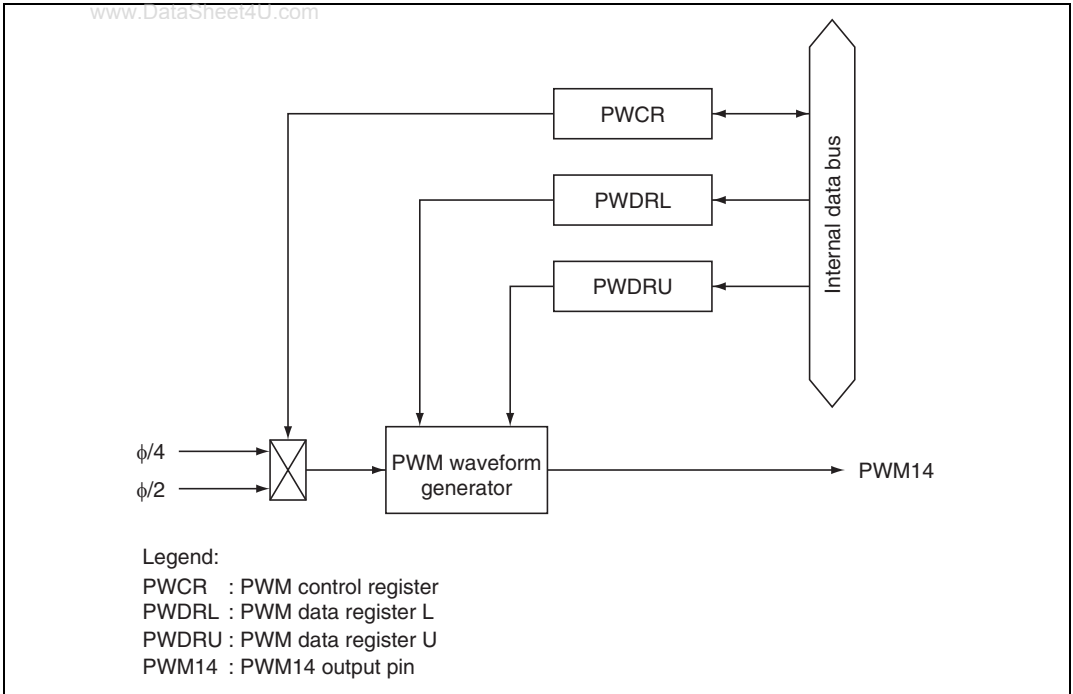 www.DataSheet4U.com
PWCR
PWDRL
PWDRU
Internal data bus
φ/4
φ/2
PWM waveform
generator
PWM14
Legend:
PWCR : PWM control register
PWDRL : PWM data register L
PWDRU : PWM data register U
PWM14 : PWM14 output pin